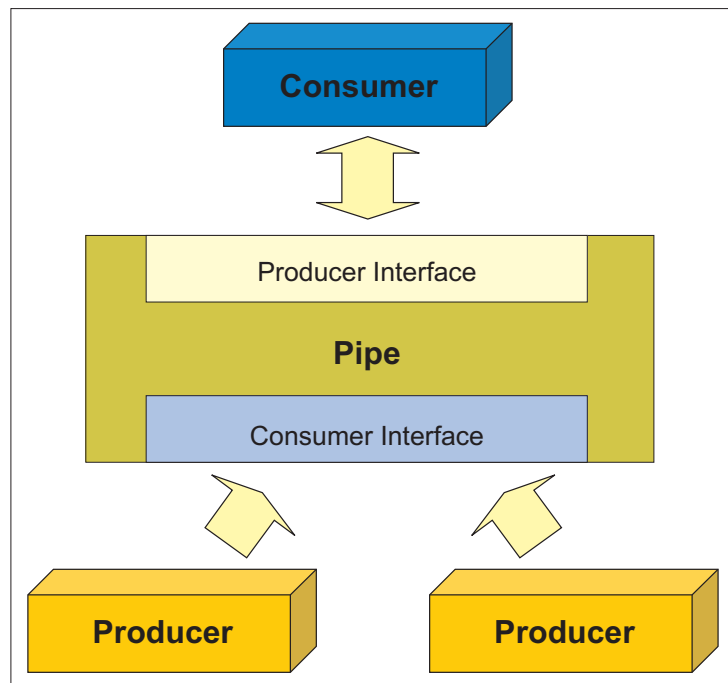 Consumer
Producer Interface
Pipe
Consumer Interface
Producer
Producer